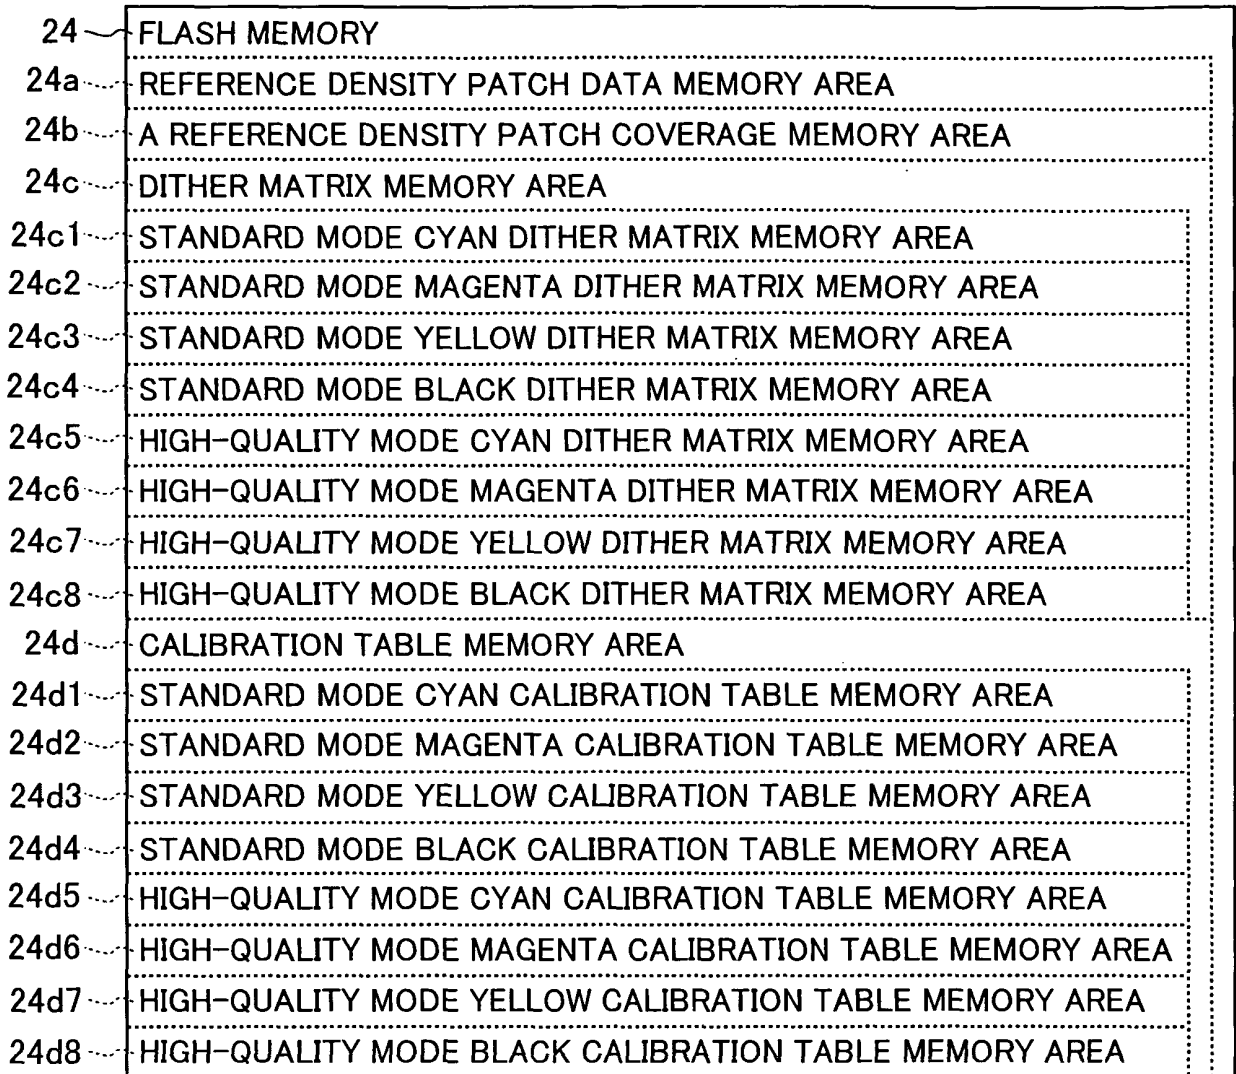 24 FLASH MEMORY
24a REFERENCE DENSITY PATCH DATA MEMORY AREA
24b A REFERENCE DENSITY PATCH COVERAGE MEMORY AREA
24c DITHER MATRIX MEMORY AREA
24c1 STANDARD MODE CYAN DITHER MATRIX MEMORY AREA
24c2 STANDARD MODE MAGENTA DITHER MATRIX MEMORY AREA
24c3 STANDARD MODE YELLOW DITHER MATRIX MEMORY AREA
24c4 STANDARD MODE BLACK DITHER MATRIX MEMORY AREA
24c5 HIGH-QUALITY MODE CYAN DITHER MATRIX MEMORY AREA
24c6 HIGH-QUALITY MODE MAGENTA DITHER MATRIX MEMORY AREA
24c7 HIGH-QUALITY MODE YELLOW DITHER MATRIX MEMORY AREA
24c8 HIGH-QUALITY MODE BLACK DITHER MATRIX MEMORY AREA
24d CALIBRATION TABLE MEMORY AREA
24d1 STANDARD MODE CYAN CALIBRATION TABLE MEMORY AREA
24d2 STANDARD MODE MAGENTA CALIBRATION TABLE MEMORY AREA
24d3 STANDARD MODE YELLOW CALIBRATION TABLE MEMORY AREA
24d4 STANDARD MODE BLACK CALIBRATION TABLE MEMORY AREA
24d5 HIGH-QUALITY MODE CYAN CALIBRATION TABLE MEMORY AREA
24d6 HIGH-QUALITY MODE MAGENTA CALIBRATION TABLE MEMORY AREA
24d7 HIGH-QUALITY MODE YELLOW CALIBRATION TABLE MEMORY AREA
24d8 HIGH-QUALITY MODE BLACK CALIBRATION TABLE MEMORY AREA